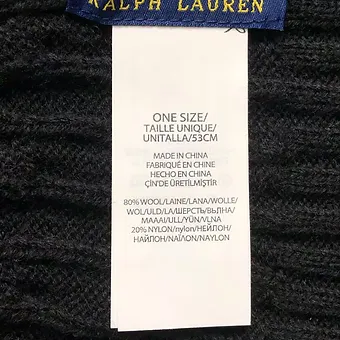 RALPH LAUREN
ONE SIZE/
TAILLE UNIQUE/
UNITALLA/53CM
MADE IN CHINA
FABRIQUÉ EN CHINE
HECHO EN CHINA
ÇİN'DE ÜRETİLMİŞTİR
80% WOOL/LAINE/LANA/WOLLE/
WOL/ULD/LA/ШЕРСТЬ/ВЪЛНА/
MAAAI/ULL/YÜN/VLNA
20% NYLON/nylon/НЕЙЛОН/
НАЙЛОН/NAÏLON/NAYLON